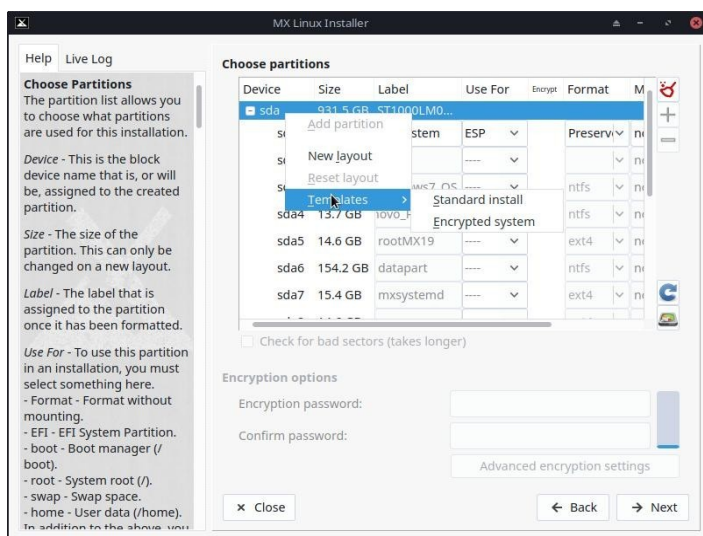 MX Linux Installer
Help Live Log
Choose Partitions
The partition list allows you
to choose what partitions
are used for this installation.
Device - This is the block
device name that is, or will
be, assigned to the created
partition.
Size - The size of the
partition. This can only be
changed on a new layout.
Label - The label that is
assigned to the partition
once it has been formatted.
Use For - To use this partition
in an installation, you must
select something here.
- Format - Format without
mounting.
- EFI - EFI System Partition.
- boot - Boot manager (/
boot).
- root - System root (/).
- swap - Swap space.
- home - User data (/home).
In addition to the above, you
Choose partitions
Device Size Label Use For Encrypt Format M
sda 931.5 GB ST1000LM0...
Add partition
stem ESP Preserv
New layout
----
Reset layout
ws7_OS ---- ntfs
Templates > Standard install
Encrypted system
sda4 13.7 GB ntfs
sda5 14.6 GB rootMX19 ---- ext4
sda6 154.2 GB datapart ---- ntfs
sda7 15.4 GB mxsystemd ---- ext4
Check for bad sectors (takes longer)
Encryption options
Encryption password:
Confirm password:
Advanced encryption settings
× Close
← Back
→ Next